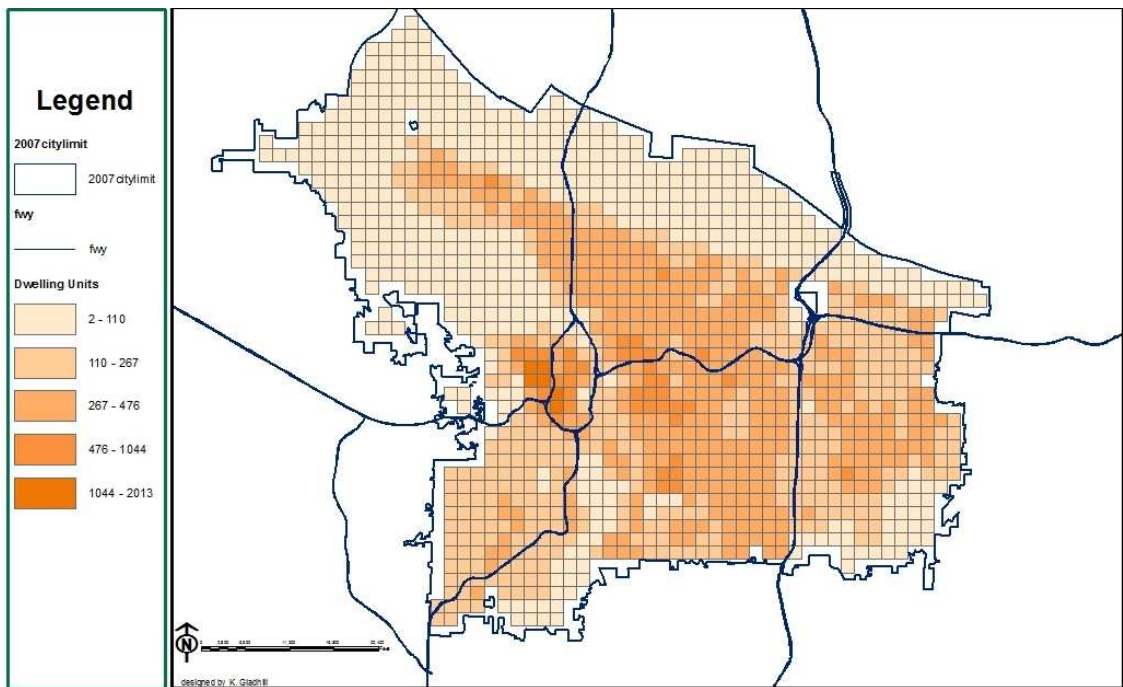 Legend
2007citylimit
2007citylimit
fwy
fwy
Dwelling Units
2 - 110
110 - 267
267 - 476
476 - 1044
1044 - 2013
N
designed by K. Gladhill